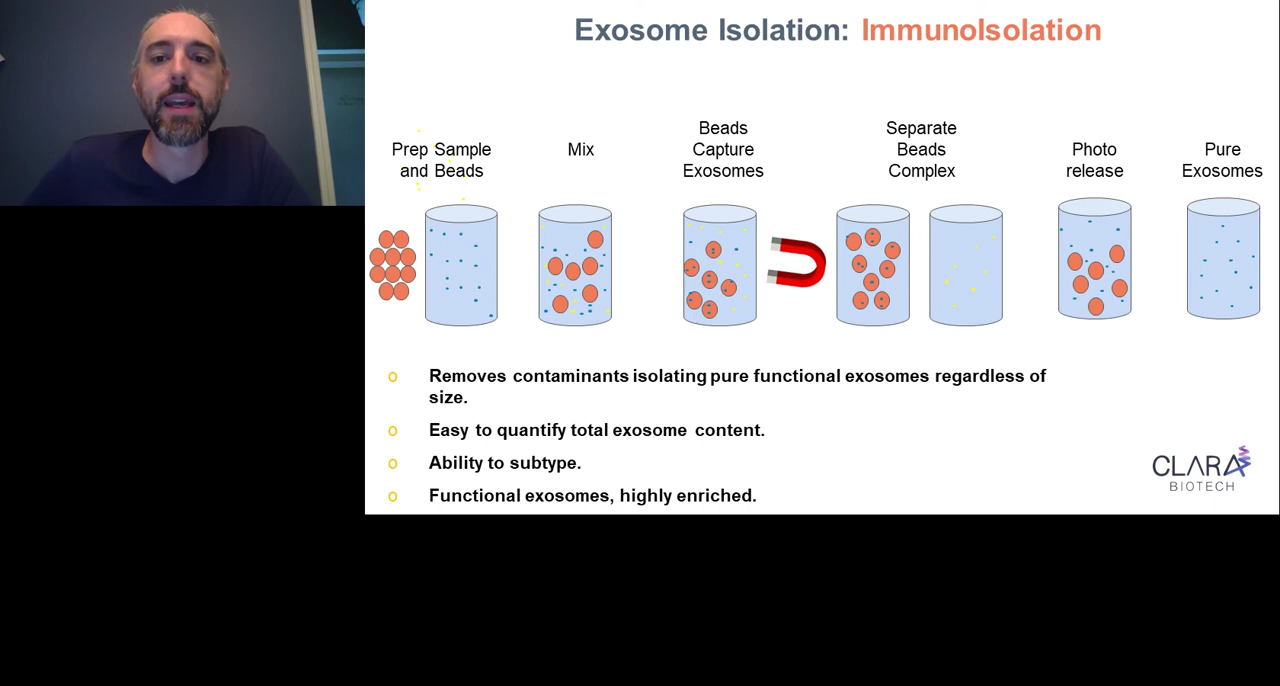 Exosome Isolation: ImmunoIsolation
Prep Sample
and Beads
Mix
Beads
Capture
Exosomes
Separate
Beads
Complex
Photo
release
Pure
Exosomes
o Removes contaminants isolating pure functional exosomes regardless of
size.
o Easy to quantify total exosome content.
o Ability to subtype.
o Functional exosomes, highly enriched.
CLARA
BIOTECH